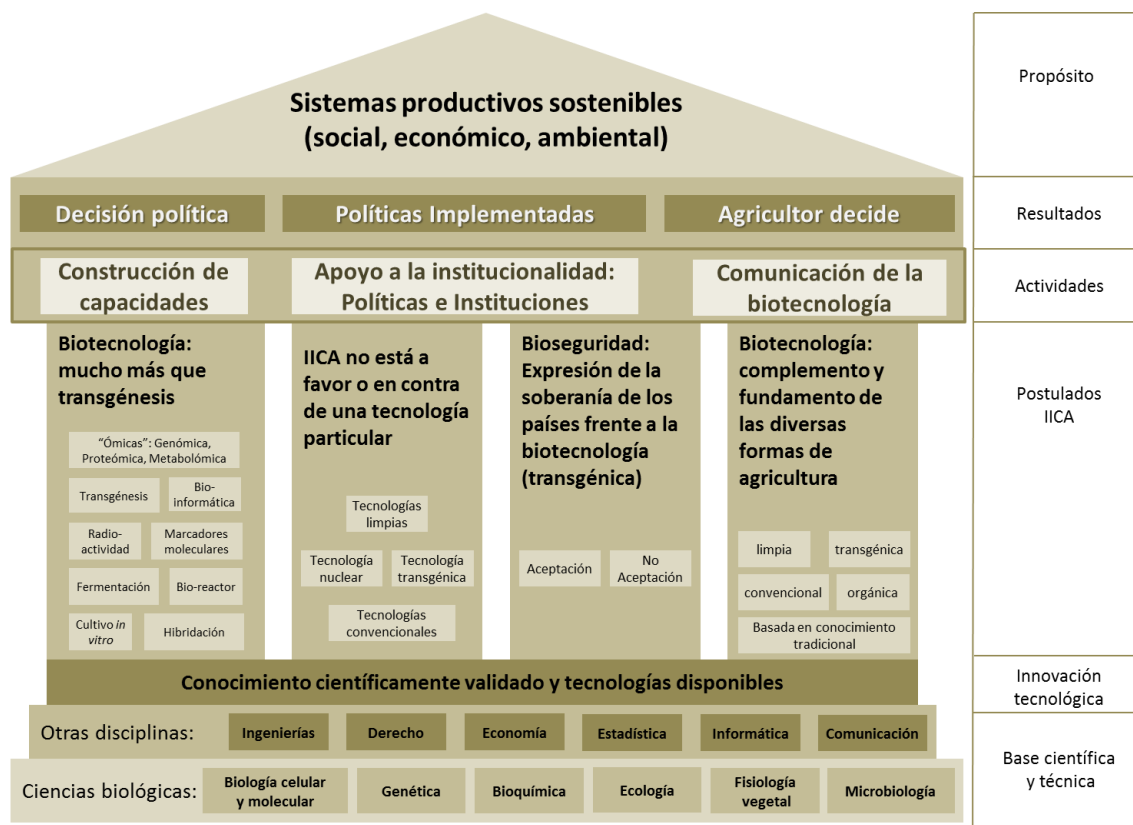 Sistemas productivos sostenibles
(social, económico, ambiental)
Propósito
Decisión política
Políticas Implementadas
Agricultor decide
Resultados
Construcción de
capacidades
Apoyo a la institucionalidad:
Políticas e Instituciones
Comunicación de la
biotecnología
Actividades
Biotecnología:
mucho más que
transgénesis
"Ómicas": Genómica,
Proteómica, Metabolómica
Transgénesis
Bio-
informática
Radio-
actividad
Marcadores
moleculares
Fermentación
Bio-reactor
Cultivo in
vitro
Hibridación
IICA no está a
favor o en contra
de una tecnología
particular
Tecnologías
limpias
Tecnología
nuclear
Tecnología
transgénica
Tecnologías
convencionales
Bioseguridad:
Expresión de la
soberanía de los
países frente a la
biotecnología
(transgénica)
Aceptación
No
Aceptación
Biotecnología:
complemento y
fundamento de
las diversas
formas de
agricultura
limpia
transgénica
convencional
orgánica
Basada en conocimiento
tradicional
Postulados
IICA
Conocimiento científicamente validado y tecnologías disponibles
Innovación
tecnológica
Otras disciplinas:
Ingenierías
Derecho
Economía
Estadística
Informática
Comunicación
Ciencias biológicas:
Biología celular
y molecular
Genética
Bioquímica
Ecología
Fisiología
vegetal
Microbiología
Base científica
y técnica